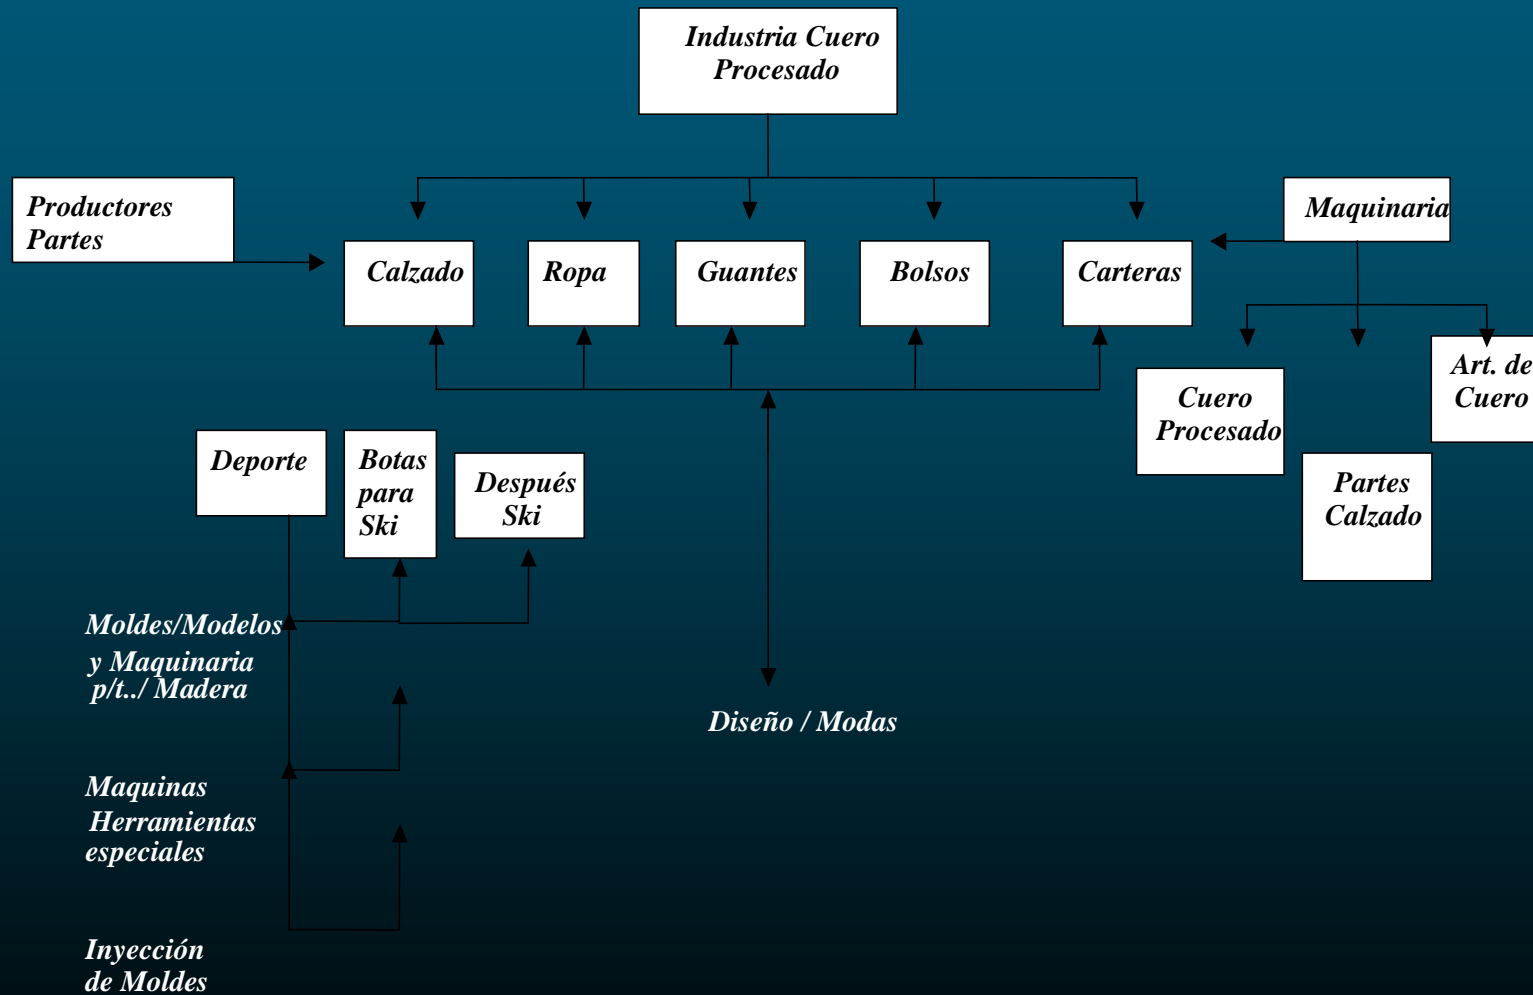 Industria Cuero
Procesado
Productores
Partes
Maquinaria
Calzado
Ropa
Guantes
Bolsos
Carteras
Art. de
Cuero
Cuero
Procesado
Partes
Calzado
Deporte
Botas
para
Ski
Después
Ski
Moldes/Modelos
y Maquinaria
p/t../ Madera
Diseño / Modas
Maquinas
Herramientas
especiales
Inyección
de Moldes